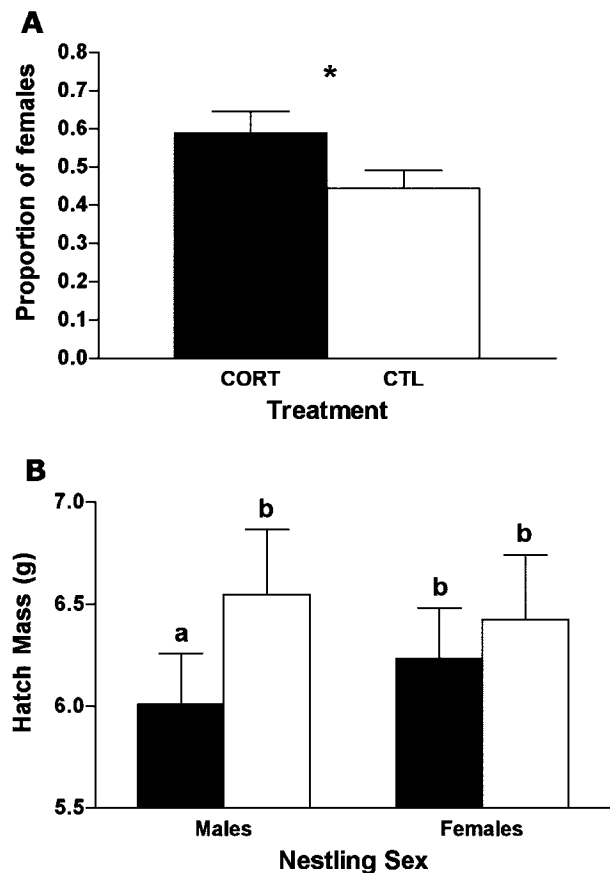 A
Proportion of females
0.8
*
0.7
0.6
0.5
0.4
0.3
0.2
0.1
0.0
CORT CTL
Treatment
B
Hatch Mass (g)
7.0
b
b
6.5
b
a
6.0
5.5
Males Females
Nestling Sex